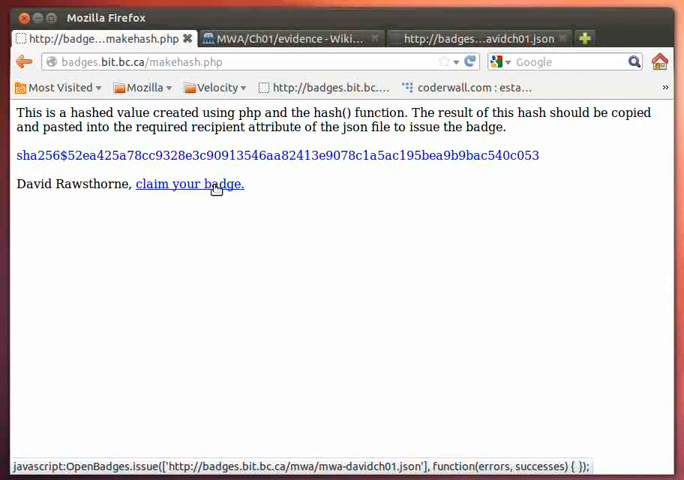 Mozilla Firefox
http://badge...makehash.php
MWA/Ch01/evidence - Wiki...
http://badges...avidch01.json
badges.bit.bc.ca/makehash.php
Google
Most Visited
Mozilla
Velocity
http://badges.bit.bc....
coderwall.com : esta...
»
This is a hashed value created using php and the hash() function. The result of this hash should be copied
and pasted into the required recipient attribute of the json file to issue the badge.
sha256$52ea425a78cc9328e3c90913546aa82413e9078c1a5ac195bea9b9bac540c053
David Rawsthorne, claim your badge.
javascript:OpenBadges.issue(['http://badges.bit.bc.ca/mwa/mwa-davidch01.json'], function(errors, successes) { });